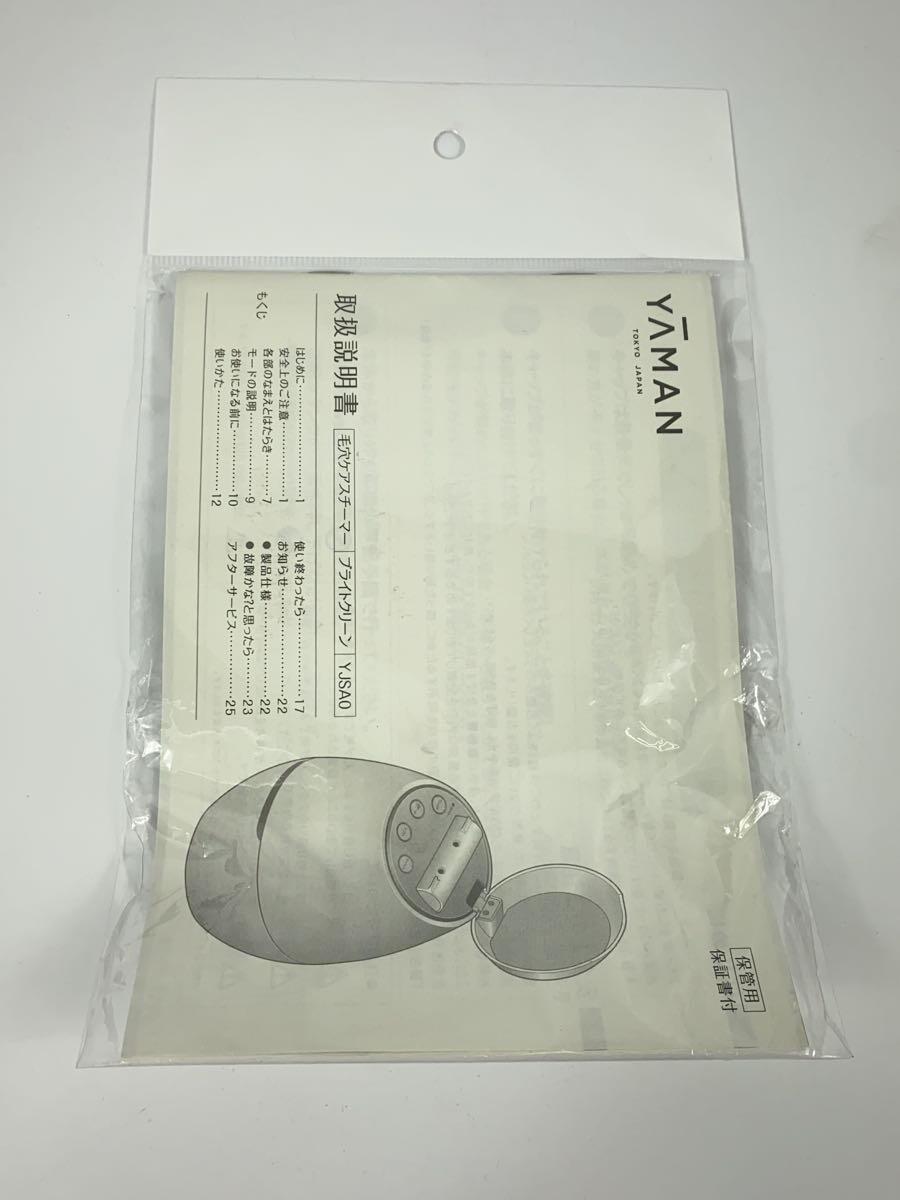 YA-MAN
TOKYO JAPAN
保管用
保証書付
取扱説明書
毛穴ケアスチーマー ブライトクリーン YJSA0
もくじ
はじめに…………………1
安全上のご注意…………1
各部のなまえとはたらき………7
モードの説明……………9
お使いになる前に………10
使いかた…………………12
使い終わったら…………17
お知らせ…………………22
●製品仕様………………22
●故障かな?と思ったら……23
アフターサービス………25